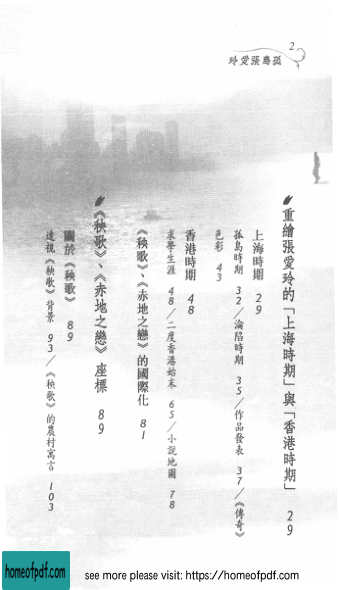 2
孤島張愛玲
重繪張愛玲的「上海時期」與「香港時期」 29
上海時期 29
孤島時期 32／淪陷時期 35／作品發表 37／《傳奇》
色彩 43
香港時期 48
求學生涯 48／二度香港始末 65／小說地圖 78
《秧歌》、《赤地之戀》的國際化 81
《秧歌》、《赤地之戀》座標 89
關於《秧歌》 89
透視《秧歌》背景 93／《秧歌》的農村寓言 103
homeofpdf.com
see more please visit: https://homeofpdf.com